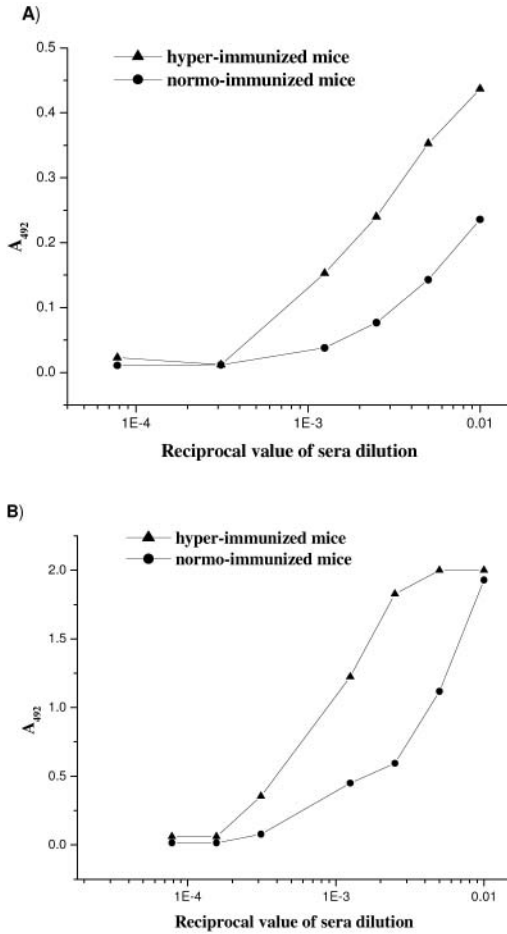 A)
hyper-immunized mice
normo-immunized mice
0.5
0.4
0.3
0.2
0.1
0.0
A492
1E-4
1E-3
0.01
Reciprocal value of sera dilution
B)
hyper-immunized mice
normo-immunized mice
2.0
1.5
1.0
0.5
0.0
A492
1E-4
1E-3
0.01
Reciprocal value of sera dilution